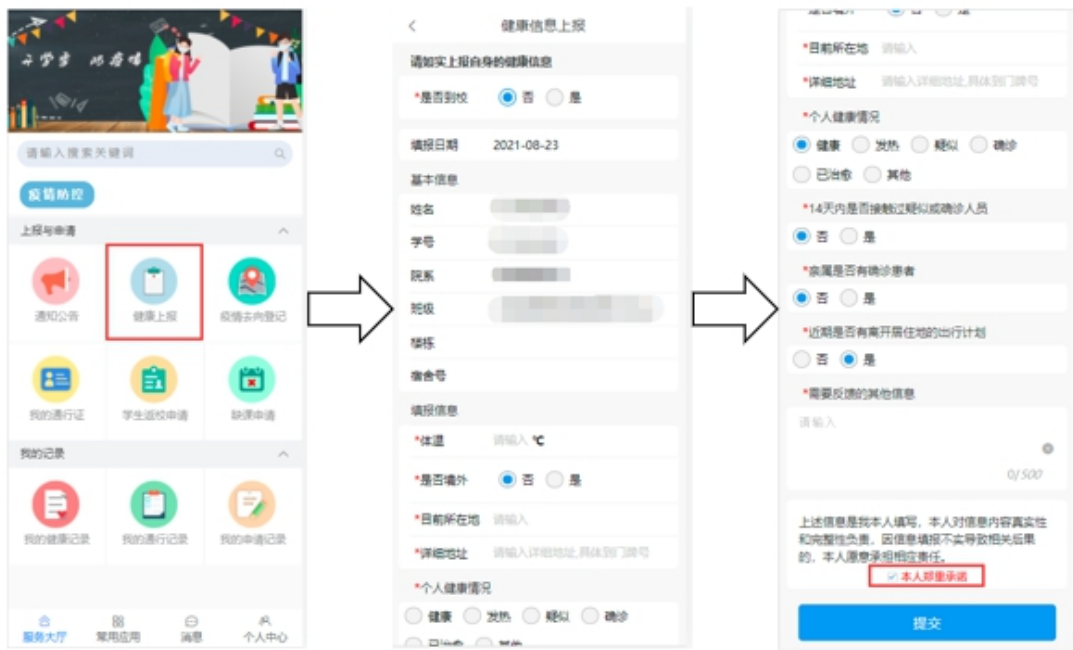 请输入搜索关键词
疫情防控
上报与申请
通知公告
健康上报
疫情去向登记
我的通行证
学生返校申请
缺课申请
我的记录
我的健康记录
我的通行记录
我的申请记录
服务大厅
常用应用
消息
个人中心
健康信息上报
请如实上报自身的健康信息
*是否到校 否 是
填报日期 2021-08-23
基本信息
姓名
学号
院系
班级
楼栋
宿舍号
填报信息
*体温 请输入 ℃
*是否境外 否 是
*目前所在地 请输入
*详细地址 请输入详细地址,具体到门牌号
*个人健康情况
健康 发热 疑似 确诊
已治愈 其他
是否境外 否 是
*目前所在地 请输入
*详细地址 请输入详细地址,具体到门牌号
*个人健康情况
健康 发热 疑似 确诊
已治愈 其他
*14天内是否接触过疑似或确诊人员
否 是
*亲属是否有确诊患者
否 是
*近期是否有离开居住地的出行计划
否 是
*需要反馈的其他信息
请输入
0/500
上述信息是我本人填写，本人对信息内容真实性
和完整性负责，因信息填报不实导致相关后果
的，本人愿意承担相应责任。
本人郑重承诺
提交